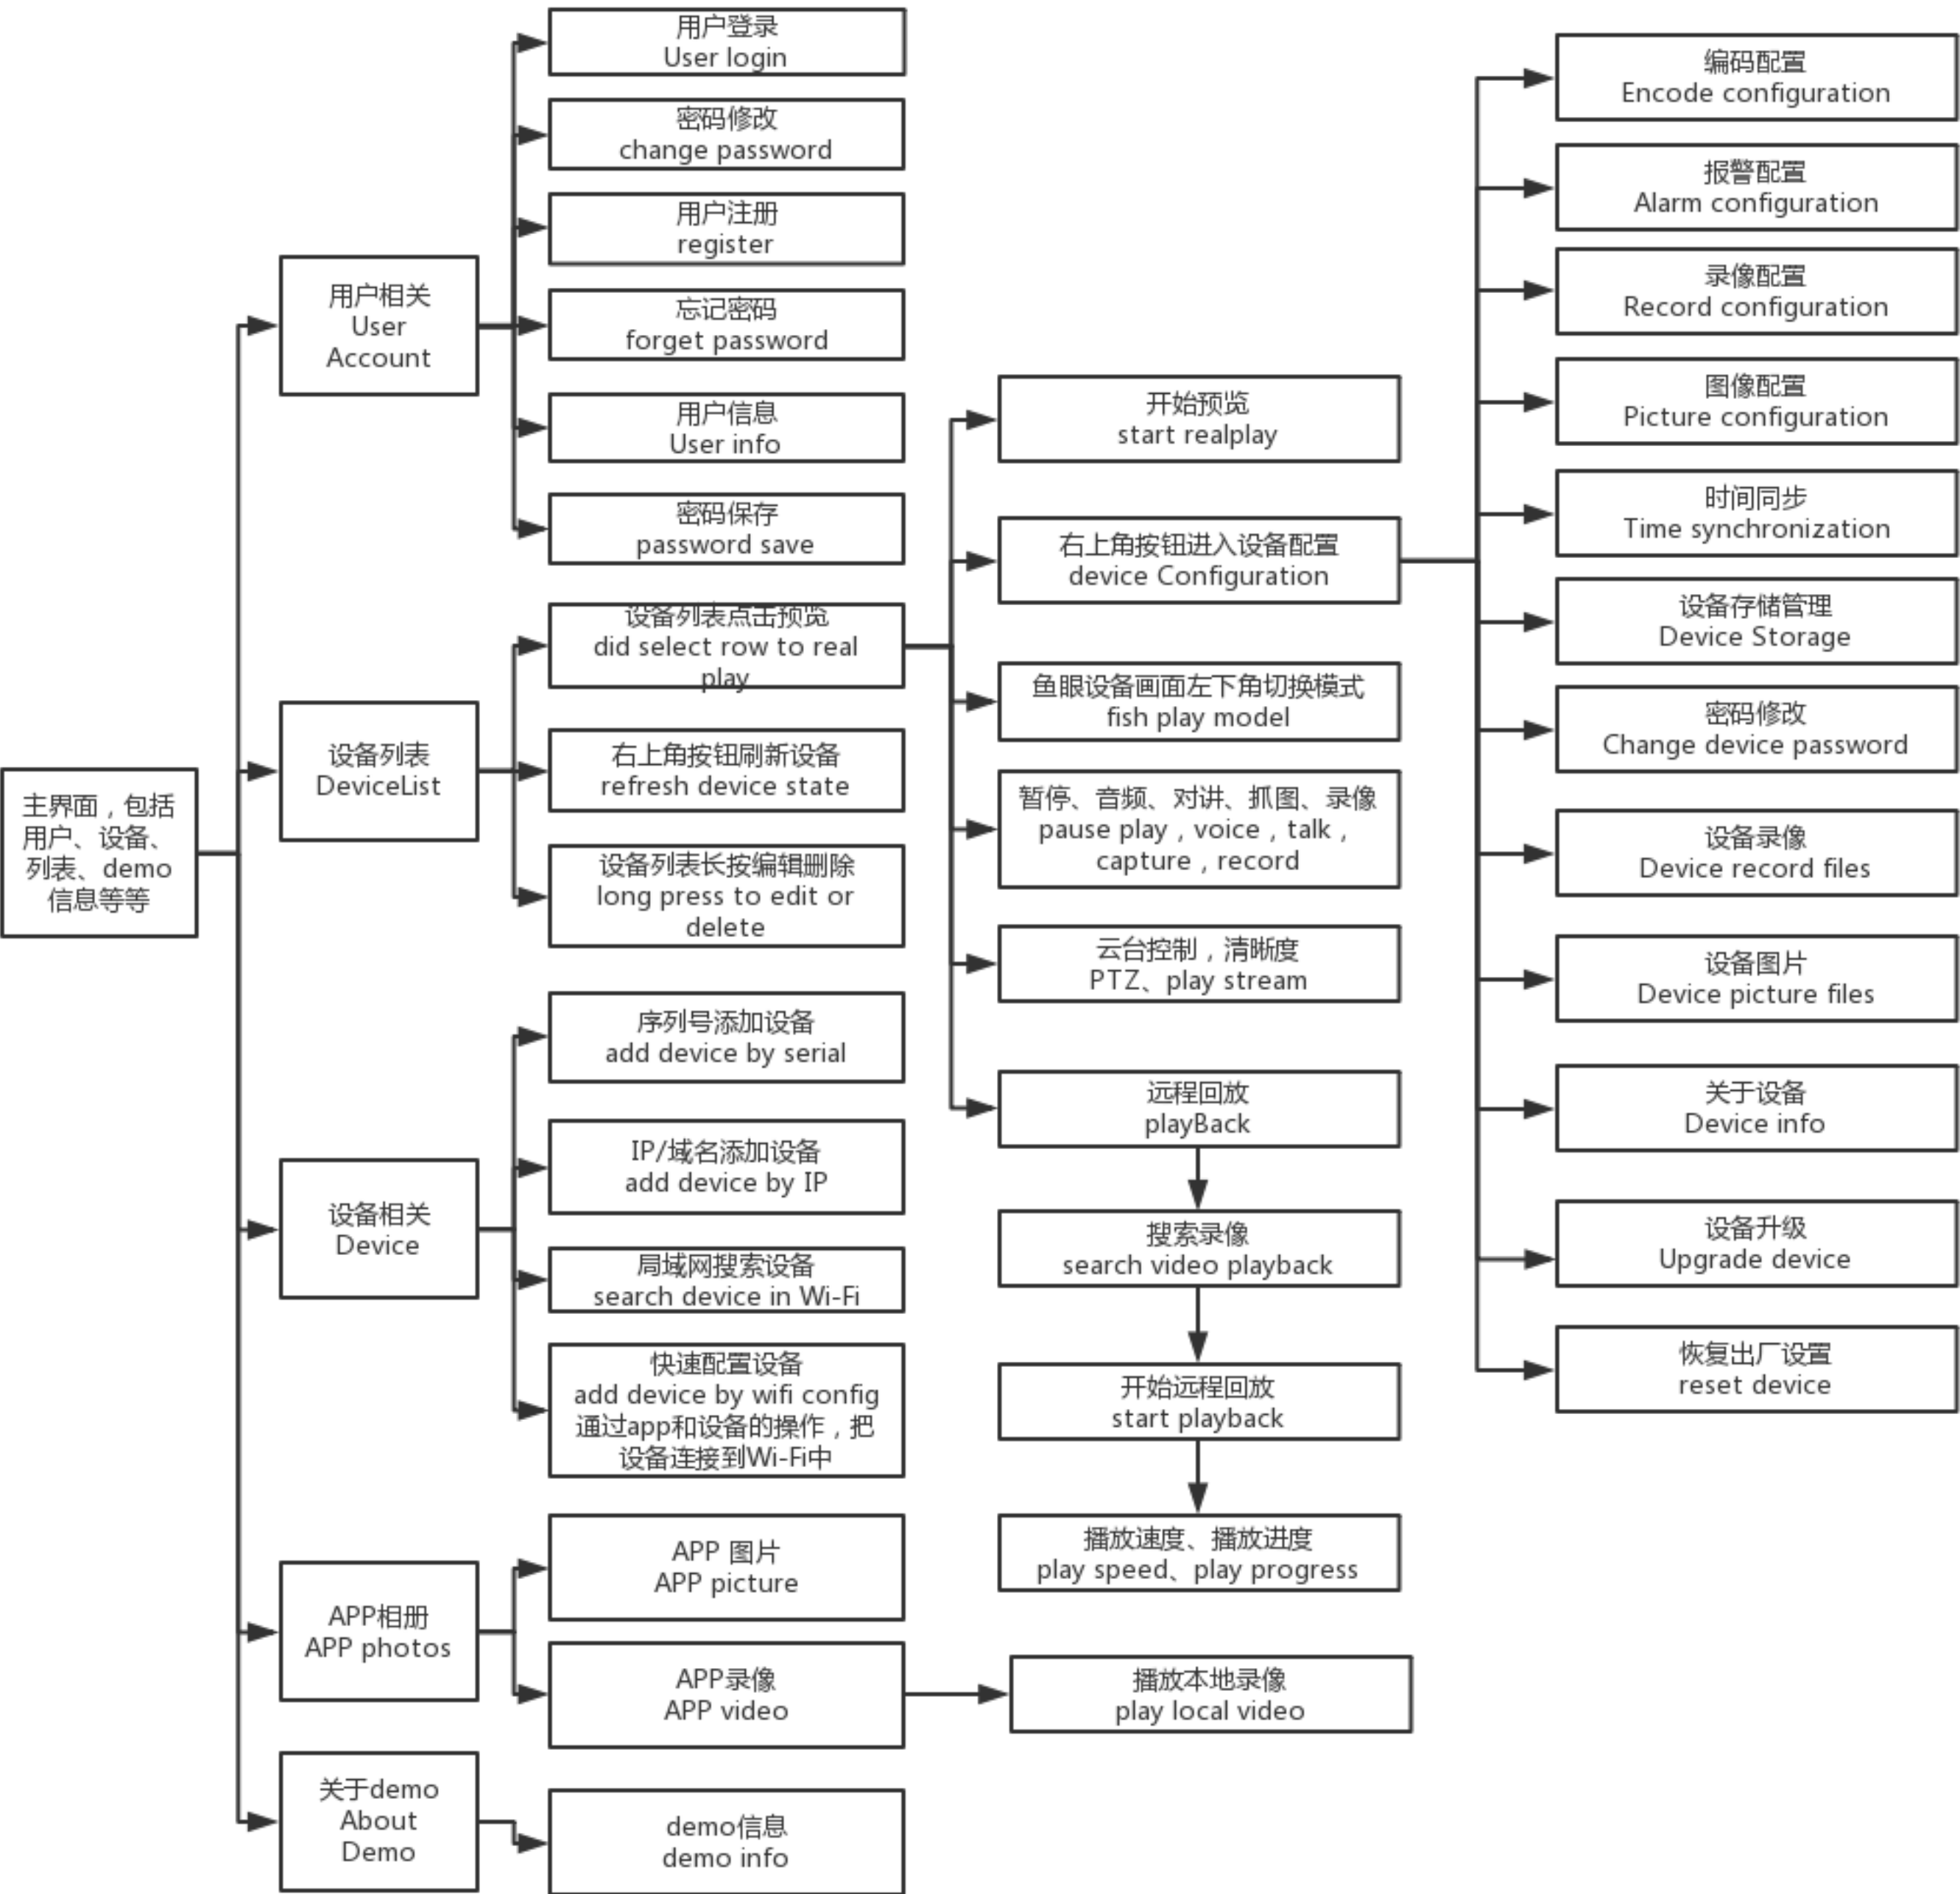 主界面，包括
用户、设备、
列表、demo
信息等等
用户相关
User
Account
设备列表
DeviceList
设备相关
Device
APP相册
APP photos
关于demo
About
Demo
用户登录
User login
密码修改
change password
用户注册
register
忘记密码
forget password
用户信息
User info
密码保存
password save
设备列表点击预览
did select row to real
play
右上角按钮刷新设备
refresh device state
设备列表长按编辑删除
long press to edit or
delete
序列号添加设备
add device by serial
IP/域名添加设备
add device by IP
局域网搜索设备
search device in Wi-Fi
快速配置设备
add device by wifi config
通过app和设备的操作，把
设备连接到Wi-Fi中
APP 图片
APP picture
APP录像
APP video
demo信息
demo info
开始预览
start realplay
右上角按钮进入设备配置
device Configuration
鱼眼设备画面左下角切换模式
fish play model
暂停、音频、对讲、抓图、录像
pause play，voice，talk，
capture，record
云台控制，清晰度
PTZ、play stream
远程回放
playBack
搜索录像
search video playback
开始远程回放
start playback
播放速度、播放进度
play speed、play progress
播放本地录像
play local video
编码配置
Encode configuration
报警配置
Alarm configuration
录像配置
Record configuration
图像配置
Picture configuration
时间同步
Time synchronization
设备存储管理
Device Storage
密码修改
Change device password
设备录像
Device record files
设备图片
Device picture files
关于设备
Device info
设备升级
Upgrade device
恢复出厂设置
reset device